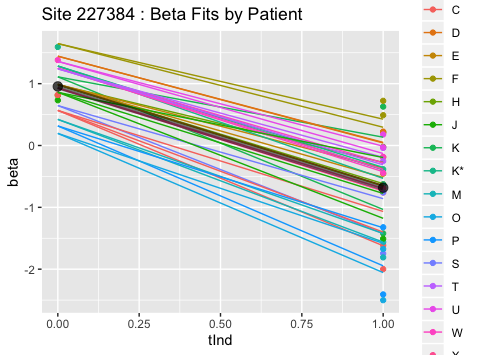 Site 227384 : Beta Fits by Patient
beta
1
0
-1
-2
0.00
0.25
0.50
0.75
1.00
tInd
C
D
E
F
H
J
K
K*
M
O
P
S
T
U
W